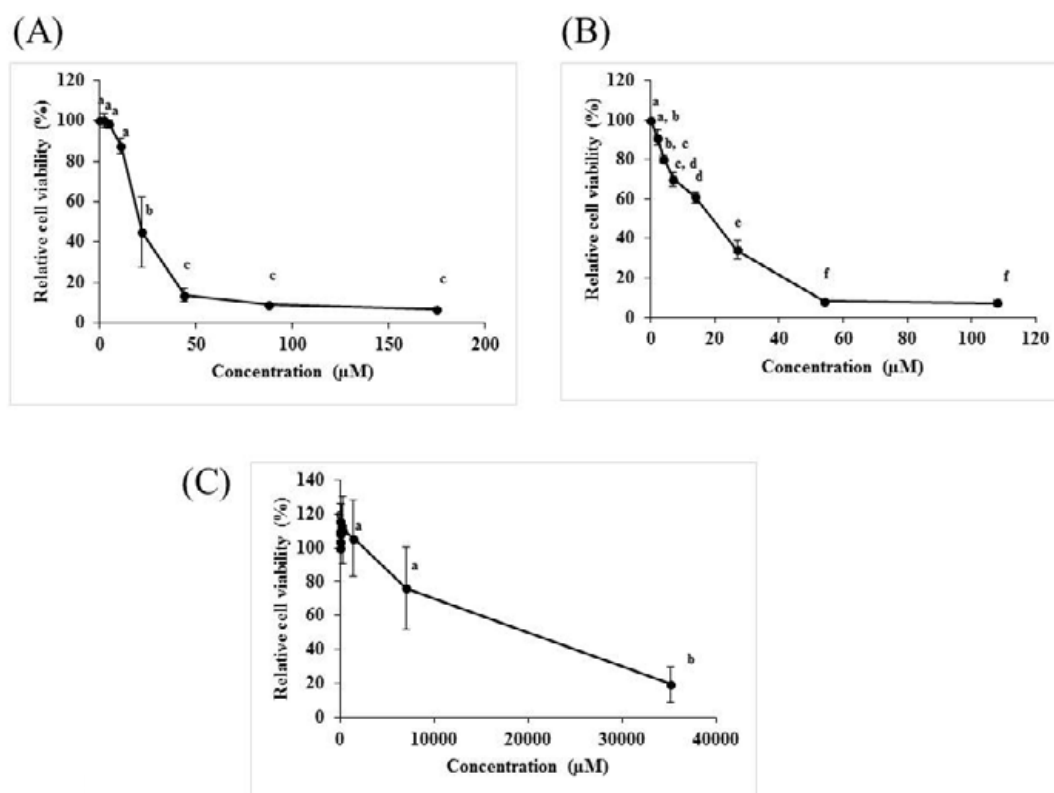 (A)
(B)
Relative cell viability (%)
120
100
80
60
40
20
0
a
a
a
a
b
c
c
c
0
50
100
150
200
Concentration (µM)
Relative cell viability (%)
120
100
80
60
40
20
0
a
a, b
b, c
c, d
d
e
f
f
0
20
40
60
80
100
120
Concentration (µM)
(C)
Relative cell viability (%)
140
120
100
80
60
40
20
0
a
a
b
0
10000
20000
30000
40000
Concentration (µM)